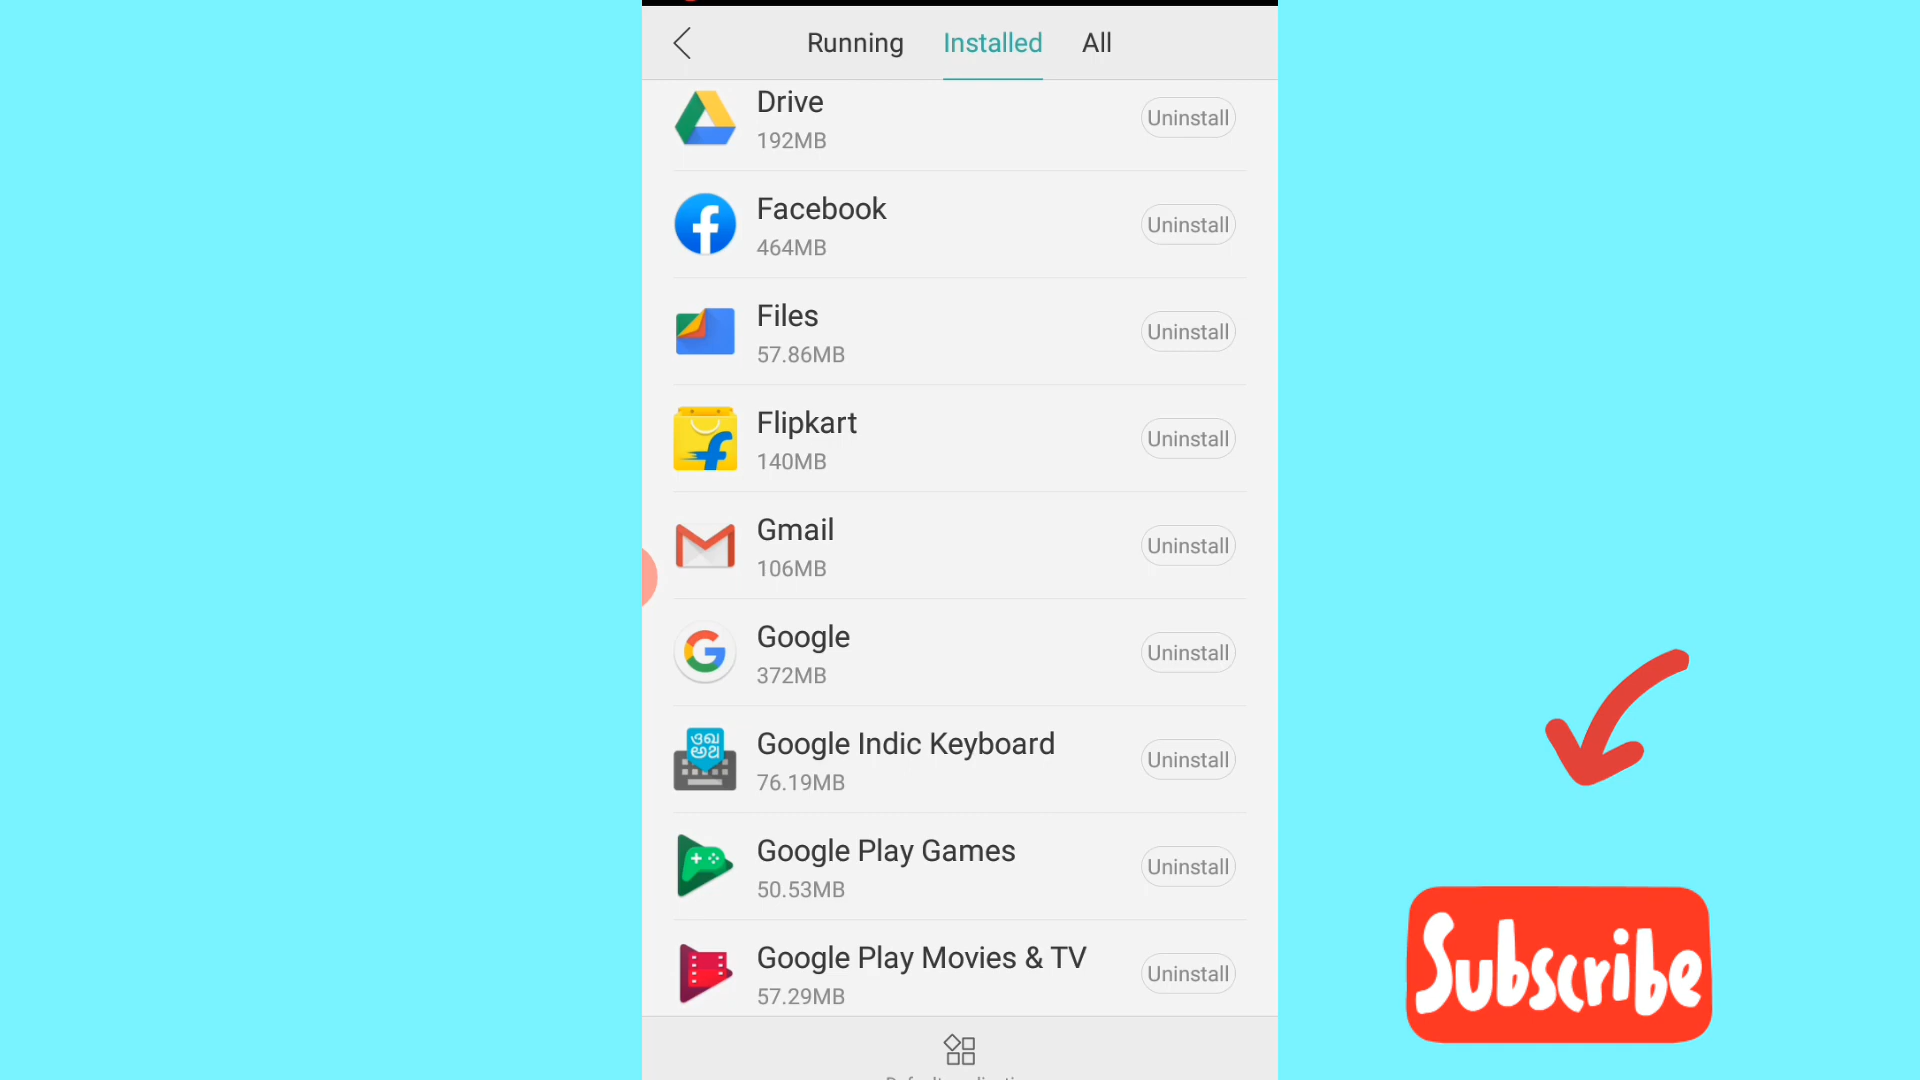 Running Installed All
Drive
192MB
Uninstall
Facebook
464MB
Uninstall
Files
57.86MB
Uninstall
Flipkart
140MB
Uninstall
Gmail
106MB
Uninstall
Google
372MB
Uninstall
Google Indic Keyboard
76.19MB
Uninstall
Google Play Games
50.53MB
Uninstall
Google Play Movies & TV
57.29MB
Uninstall
Subscribe